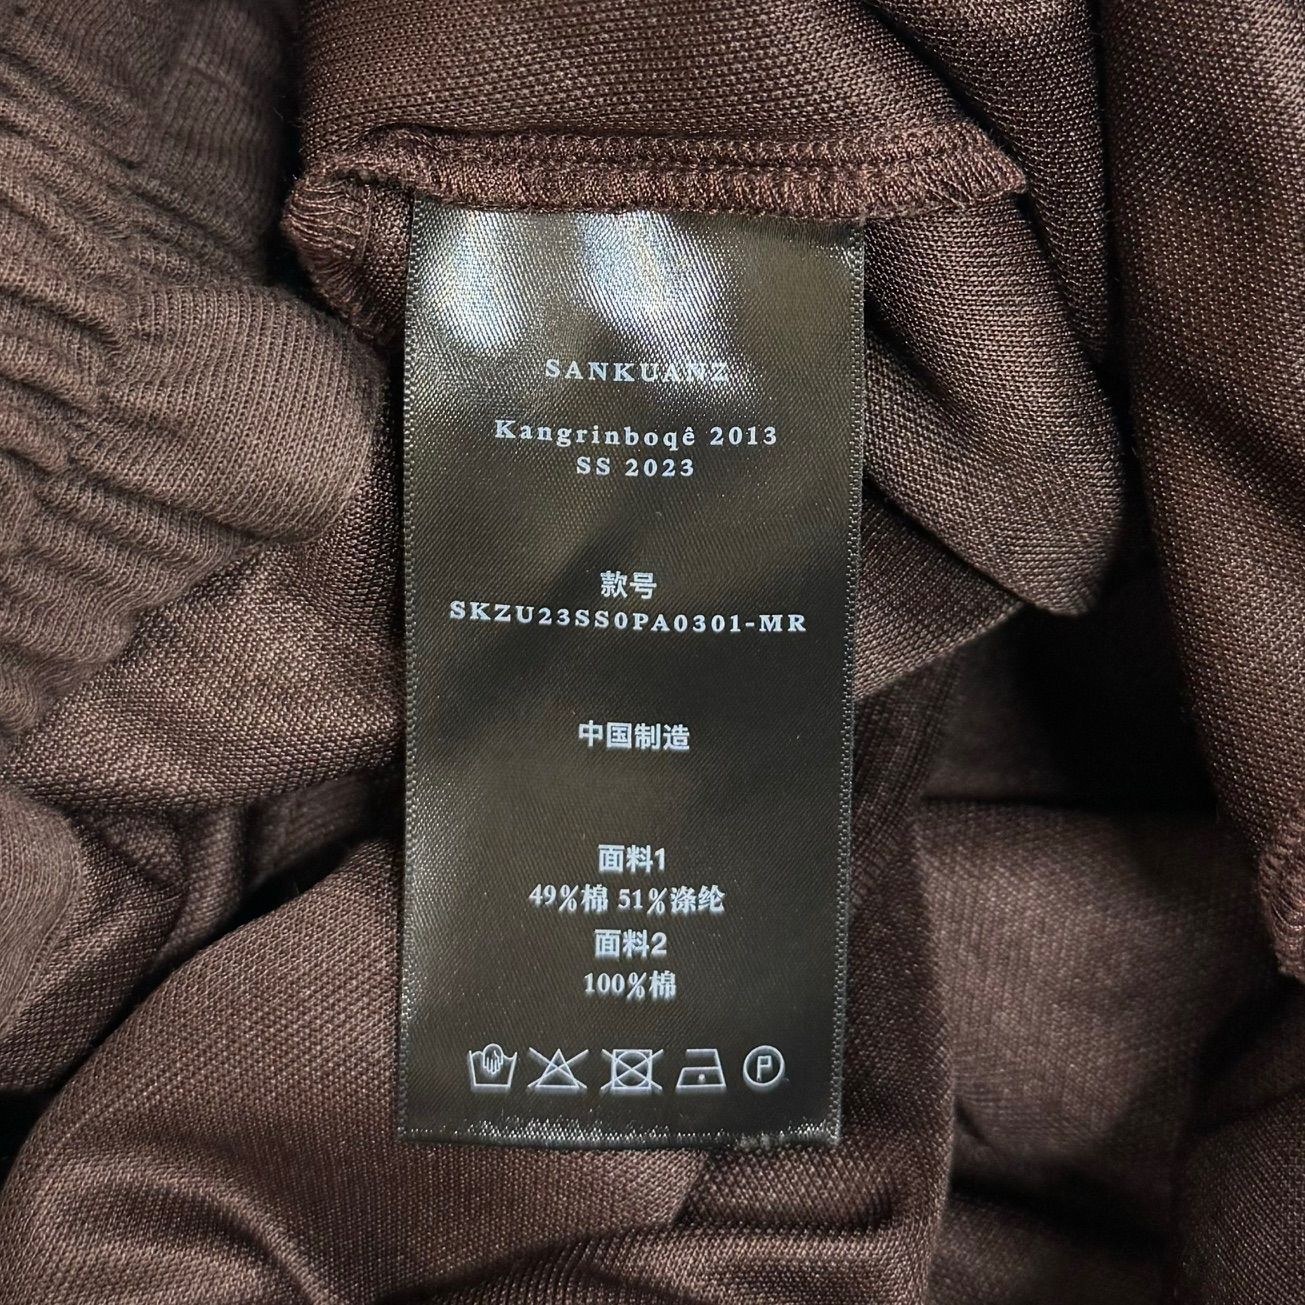 SANKUANZ
Kangrinboqê 2013
SS 2023
款号
SKZU23SS0PA0301-MR
中国制造
面料1
49%棉 51%涤纶
面料2
100%棉
P